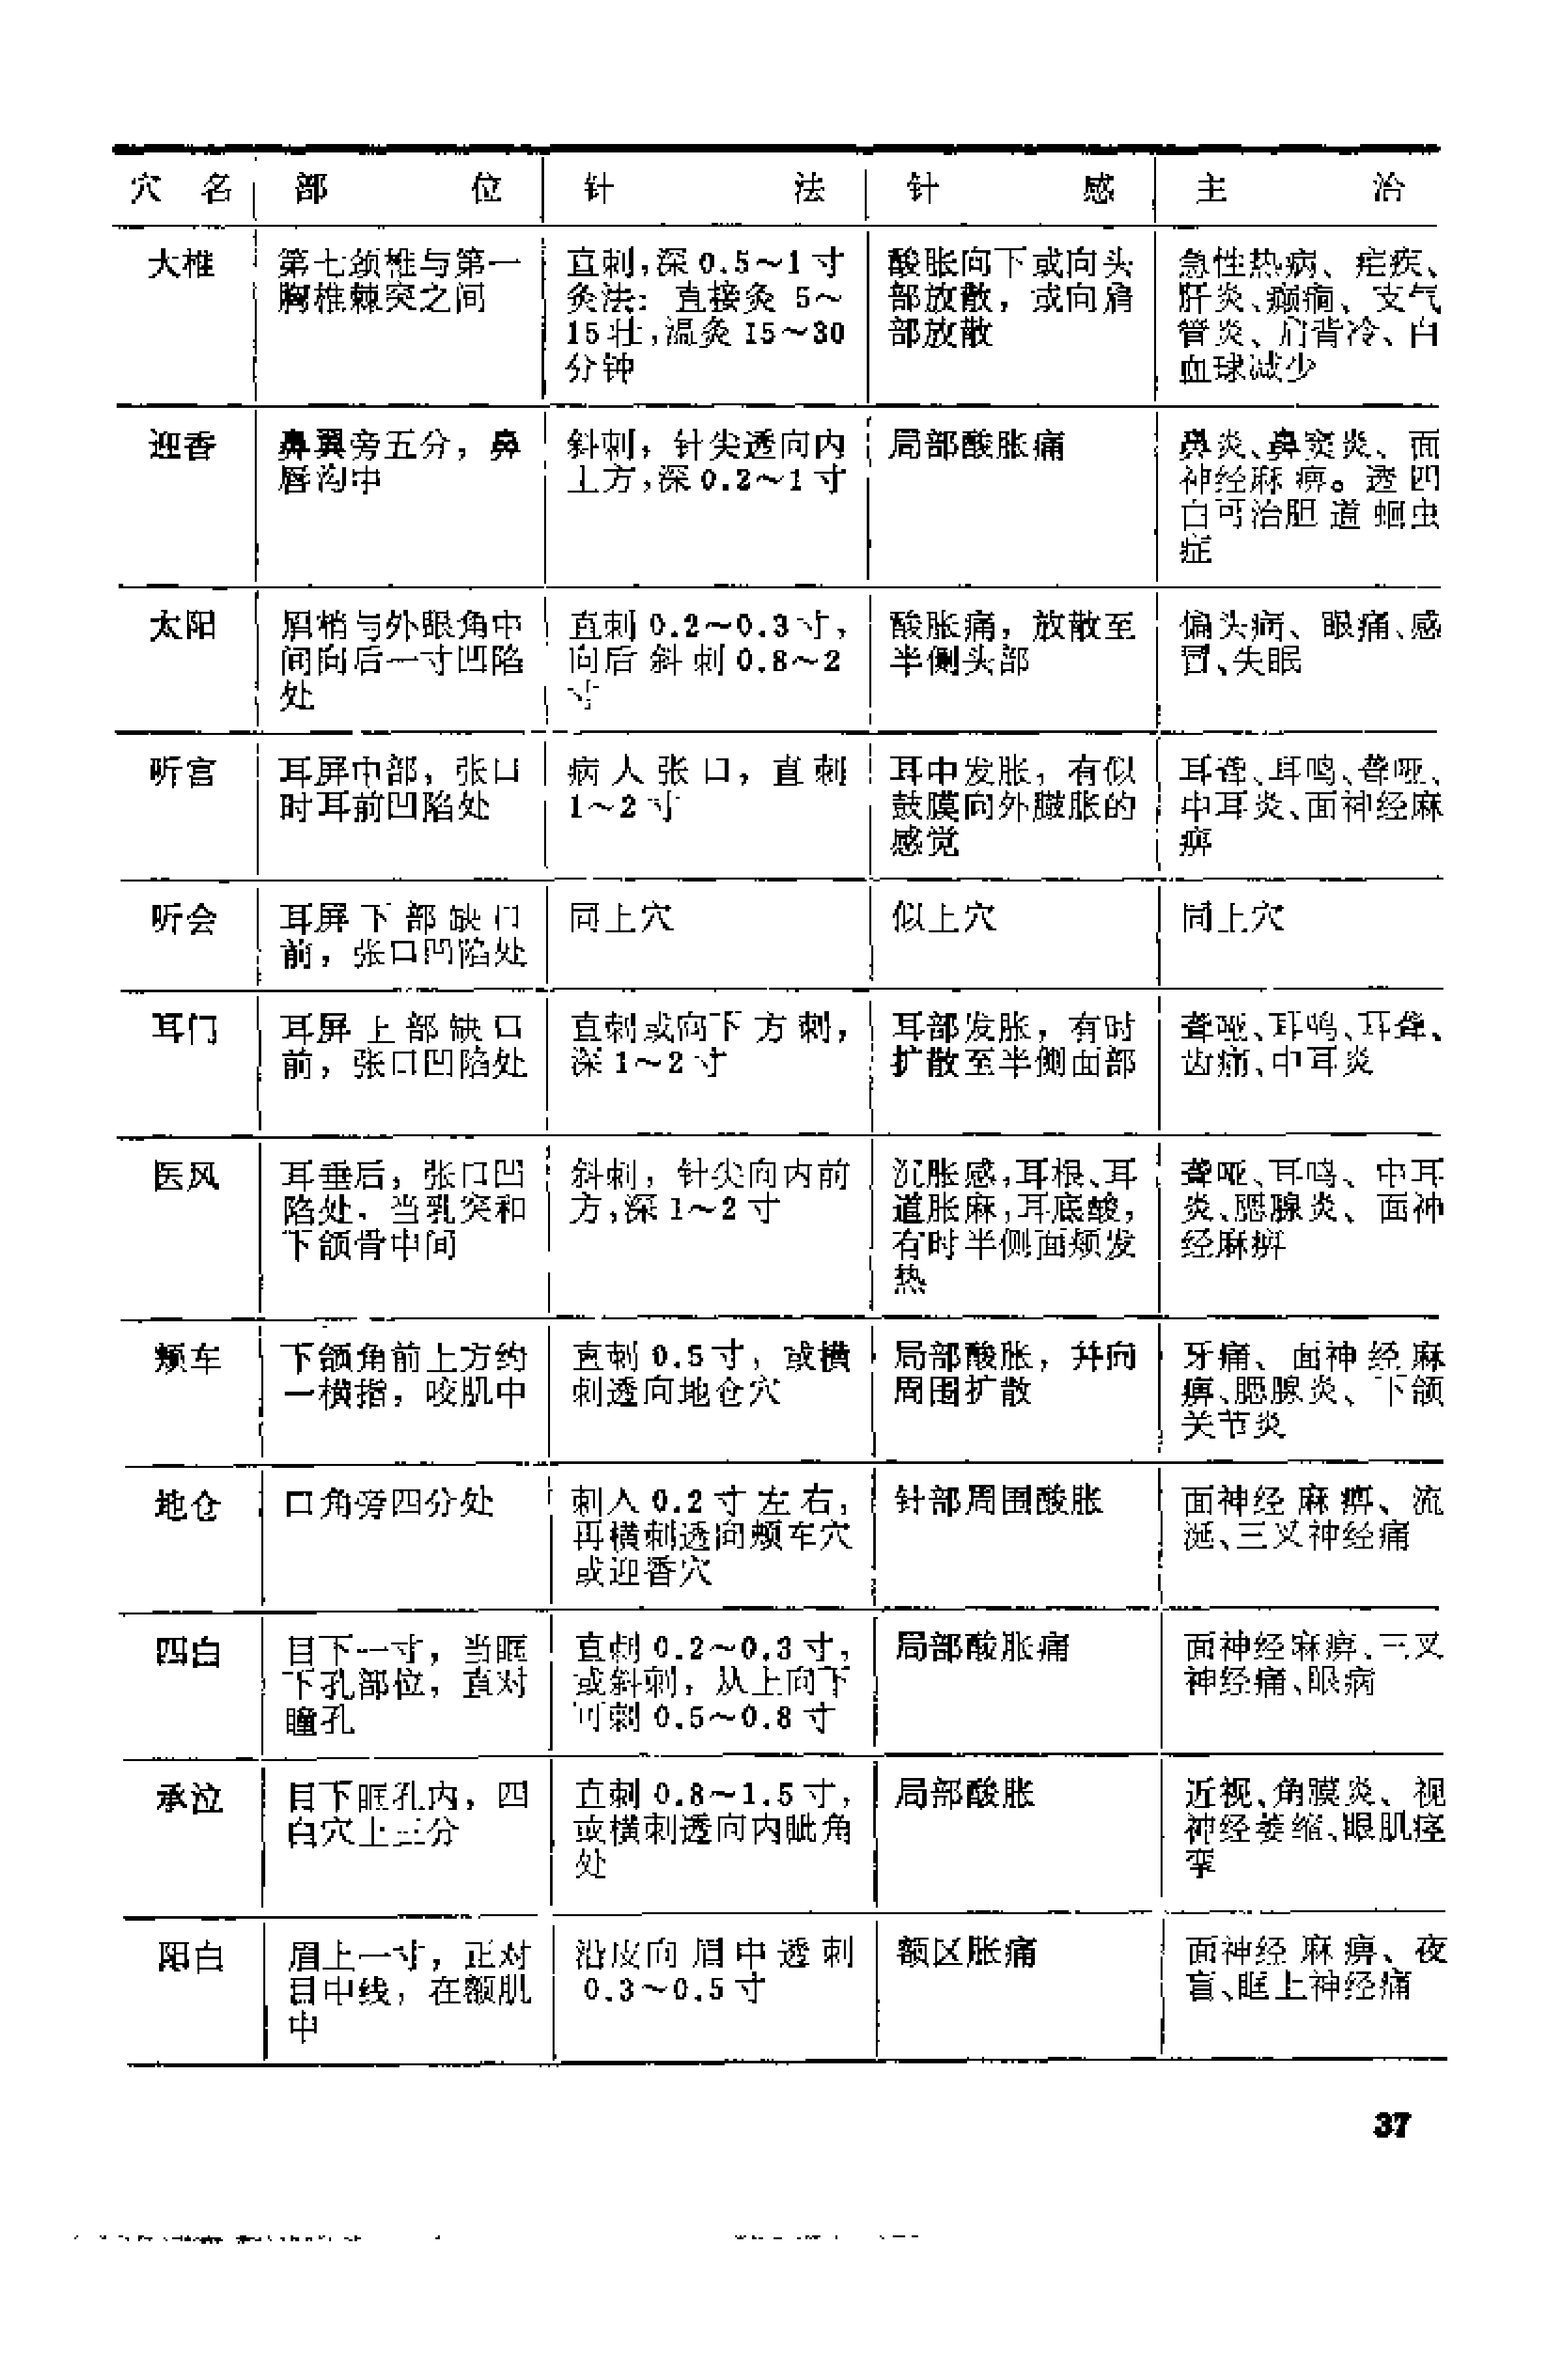 穴 名 部 位 针 法 针 感 主 治
大椎
第七颈椎与第一
胸椎棘突之间
直刺,深0.5～1寸
灸法：直接灸 5～
15壮,温灸15～30
分钟
酸胀向下或向头
部放散，或向肩
部放散
急性热病、疟疾、
肝炎、癫痫、支气
管炎、肩背冷、白
血球减少
迎香
鼻翼旁五分，鼻
唇沟中
斜刺，针尖透向内
上方,深0.2～1寸
局部酸胀痛
鼻炎、鼻窦炎、面
神经麻痹。透四
白可治胆道蛔虫
症
太阳
眉梢与外眼角中
间向后一寸凹陷
处
直刺0.2～0.3寸，
向后斜刺0.8～2
寸
酸胀痛，放散至
半侧头部
偏头痛、眼痛、感
冒、失眠
听宫
耳屏中部，张口
时耳前凹陷处
病人张口，直刺
1～2寸
耳中发胀，有似
鼓膜向外臌胀的
感觉
耳聋、耳鸣、聋哑、
中耳炎、面神经麻
痹
听会
耳屏下部缺口
前，张口凹陷处
同上穴
似上穴
同上穴
耳门
耳屏上部缺口
前，张口凹陷处
直刺或向下方刺，
深1～2寸
耳部发胀，有时
扩散至半侧面部
聋哑、耳鸣、耳聋、
齿痛、中耳炎
医风
耳垂后，张口凹
陷处，当乳突和
下颌骨中间
斜刺，针尖向内前
方,深1～2寸
沉胀感,耳根、耳
道胀麻,耳底酸，
有时半侧面颊发
热
聋哑、耳鸣、中耳
炎、腮腺炎、面神
经麻痹
颊车
下颌角前上方约
一横指，咬肌中
直刺0.5寸，或横
刺透向地仓穴
局部酸胀，并向
周围扩散
牙痛、面神经麻
痹、腮腺炎、下颌
关节炎
地仓
口角旁四分处
刺入0.2寸左右，
再横刺透向颊车穴
或迎香穴
针部周围酸胀
面神经麻痹、流
涎、三叉神经痛
四白
目下一寸，当眶
下孔部位，直对
瞳孔
直刺0.2～0.3寸，
或斜刺，从上向下
可刺0.5～0.8寸
局部酸胀痛
面神经麻痹、三叉
神经痛、眼病
承泣
目下眶孔内，四
白穴上三分
直刺0.8～1.5寸，
或横刺透向内眦角
处
局部酸胀
近视、角膜炎、视
神经萎缩、眼肌痉
挛
阳白
眉上一寸，正对
目中线，在额肌
中
沿皮向眉中透刺
0.3～0.5寸
额区胀痛
面神经麻痹、夜
盲、眶上神经痛
37